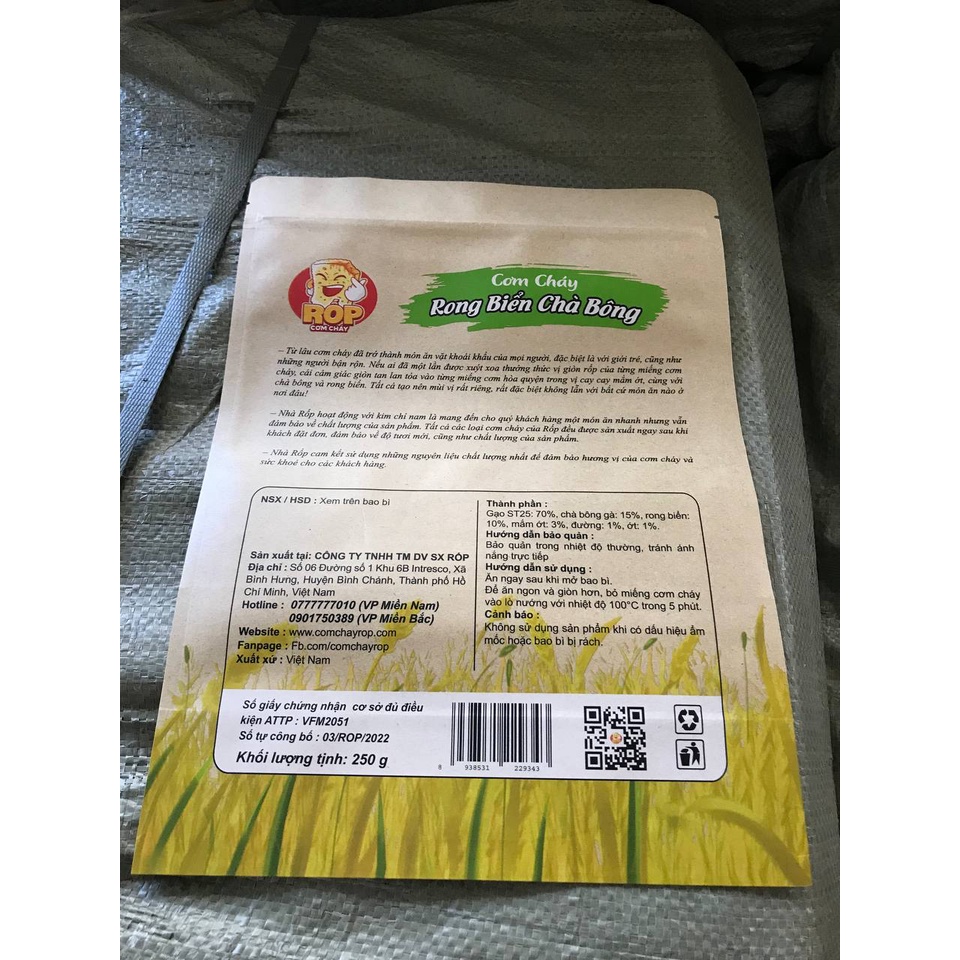 RỐP
CƠM CHÁY
Cơm Cháy
Rong Biển Chà Bông
– Từ lâu cơm cháy đã trở thành món ăn vặt khoái khẩu của mọi người, đặc biệt là với giới trẻ, cũng như
những người bận rộn. Nếu ai đã một lần được xuýt xoa thưởng thức vị giòn rốp của từng miếng cơm
cháy, cái cảm giác giòn tan lan tỏa vào từng miếng cơm hòa quyện trong vị cay cay mắm ớt, cùng với
chà bông và rong biển. Tất cả tạo nên mùi vị rất riêng, rất đặc biệt không lẫn với bất cứ món ăn nào ở
nơi đâu!
– Nhà Rốp hoạt động với kim chỉ nam là mang đến cho quý khách hàng một món ăn nhanh nhưng vẫn
đảm bảo về chất lượng của sản phẩm. Tất cả các loại cơm cháy của Rốp đều được sản xuất ngay sau khi
khách đặt đơn, đảm bảo về độ tươi mới, cũng như chất lượng của sản phẩm.
– Nhà Rốp cam kết sử dụng những nguyên liệu chất lượng nhất để đảm bảo hương vị của cơm cháy và
sức khoẻ cho các khách hàng.
NSX / HSD : Xem trên bao bì
Sản xuất tại: CÔNG TY TNHH TM DV SX RỐP
Địa chỉ : Số 06 Đường số 1 Khu 6B Intresco, Xã
Bình Hưng, Huyện Bình Chánh, Thành phố Hồ
Chí Minh, Việt Nam
Hotline : 0777777010 (VP Miền Nam)
0901750389 (VP Miền Bắc)
Website : www.comchayrop.com
Fanpage : Fb.com/comchayrop
Xuất xứ : Việt Nam
Thành phần :
Gạo ST25: 70%, chà bông gà: 15%, rong biển:
10%, mắm ớt: 3%, đường: 1%, ớt: 1%.
Hướng dẫn bảo quản :
Bảo quản trong nhiệt độ thường, tránh ánh
nắng trực tiếp
Hướng dẫn sử dụng :
Ăn ngay sau khi mở bao bì.
Để ăn ngon và giòn hơn, bỏ miếng cơm cháy
vào lò nướng với nhiệt độ 100°C trong 5 phút.
Cảnh báo :
Không sử dụng sản phẩm khi có dấu hiệu ẩm
mốc hoặc bao bì bị rách.
Số giấy chứng nhận cơ sở đủ điều
kiện ATTP : VFM2051
Số tự công bố : 03/ROP/2022
Khối lượng tịnh: 250 g
8 938531 229343